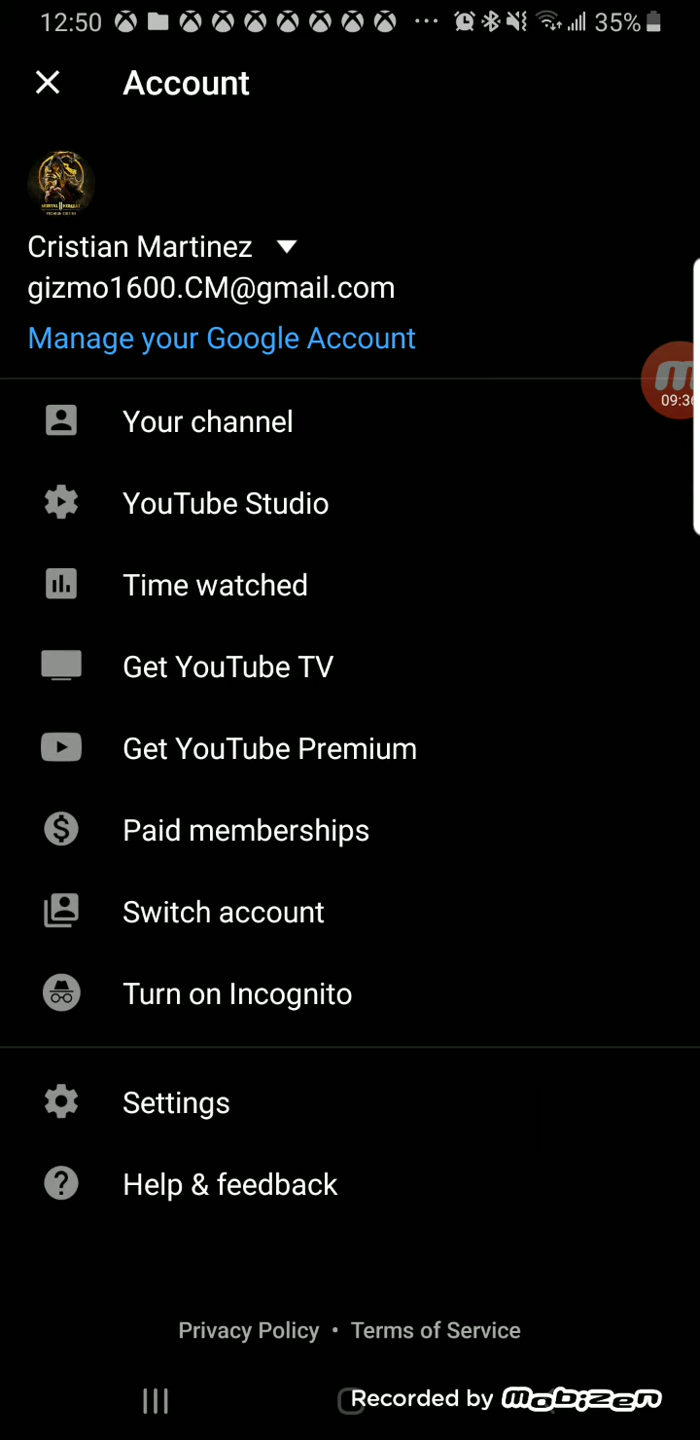 12:50 35%
Account
Cristian Martinez
gizmo1600.CM@gmail.com
Manage your Google Account
09:36
Your channel
YouTube Studio
Time watched
Get YouTube TV
Get YouTube Premium
Paid memberships
Switch account
Turn on Incognito
Settings
Help & feedback
Privacy Policy • Terms of Service
Recorded by mobizen